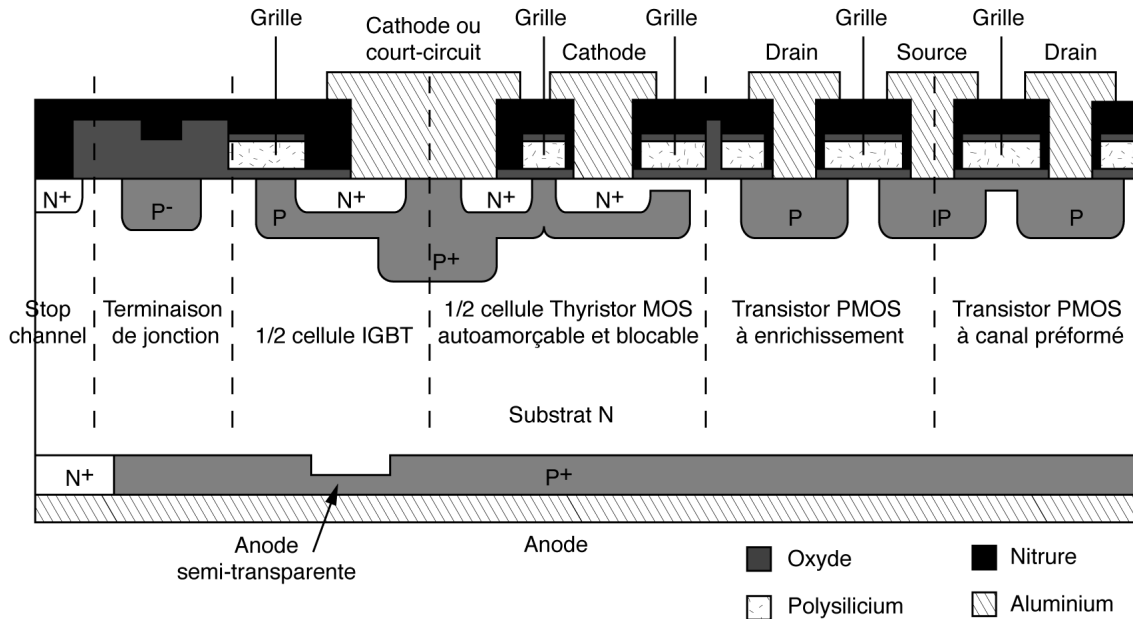 Grille
Cathode ou
court-circuit
Grille
Cathode
Grille
Drain
Grille
Source
Grille
Drain
N+
P-
P
N+
P+
N+
N+
P
P
P
Stop
channel
Terminaison
de jonction
1/2 cellule IGBT
1/2 cellule Thyristor MOS
autoamorçable et blocable
Transistor PMOS
à enrichissement
Transistor PMOS
à canal préformé
Substrat N
N+
P+
Anode
semi-transparente
Anode
Oxyde
Nitrure
Polysilicium
Aluminium